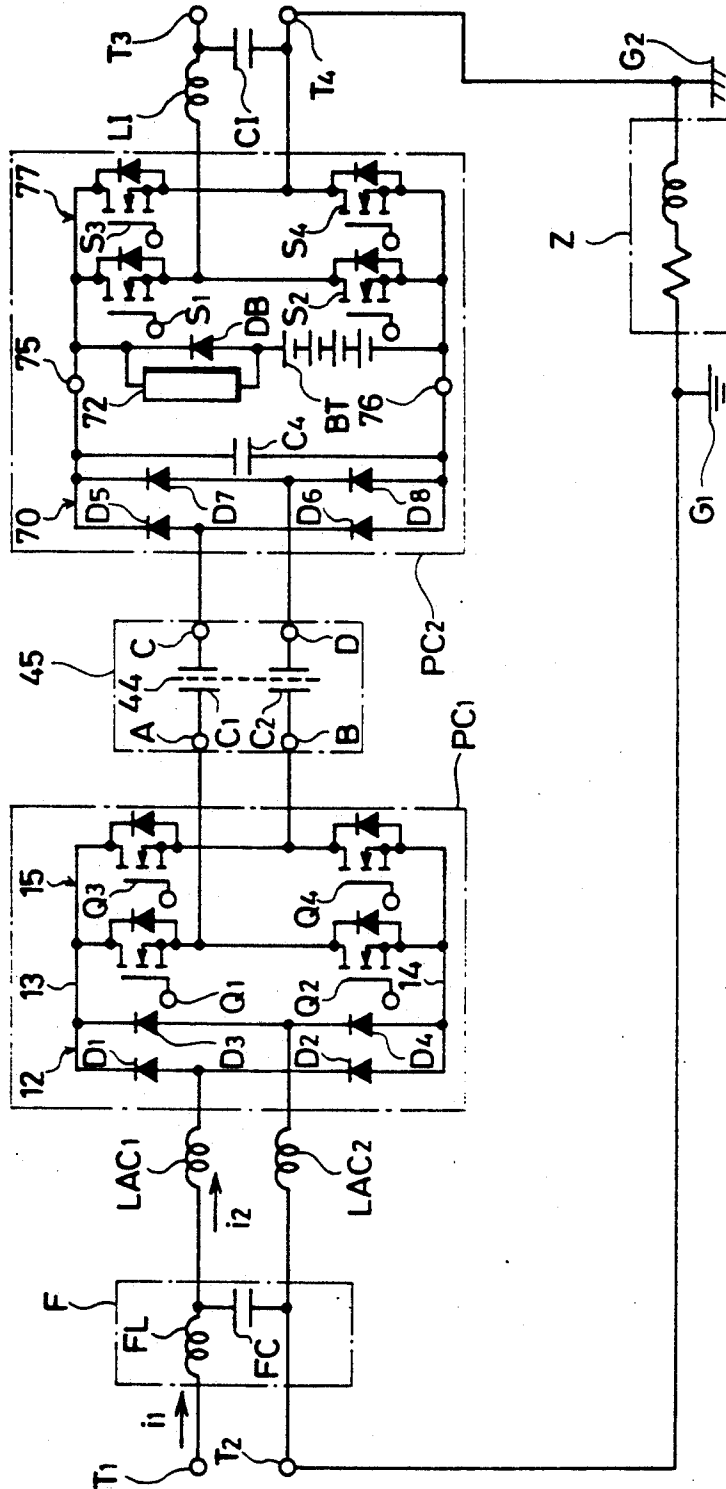 T1
T2
i1
F
FL
FC
i2
LAC1
LAC2
12
13
15
D1
D3
D2
D4
Q1
Q3
Q2
Q4
14
PC1
45
A
44
C
C1
C2
B
D
PC2
70
75
77
D5
D7
D6
D8
C4
72
DB
BT
76
S1
S3
S2
S4
LI
CI
T3
T4
Z
G1
G2